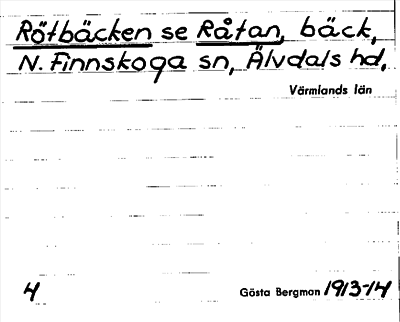 Rötbäcken se Råtan, bäck,
N. Finnskoga sn, Älvdals hd,
Värmlands län
4
Gösta Bergman 1913-14